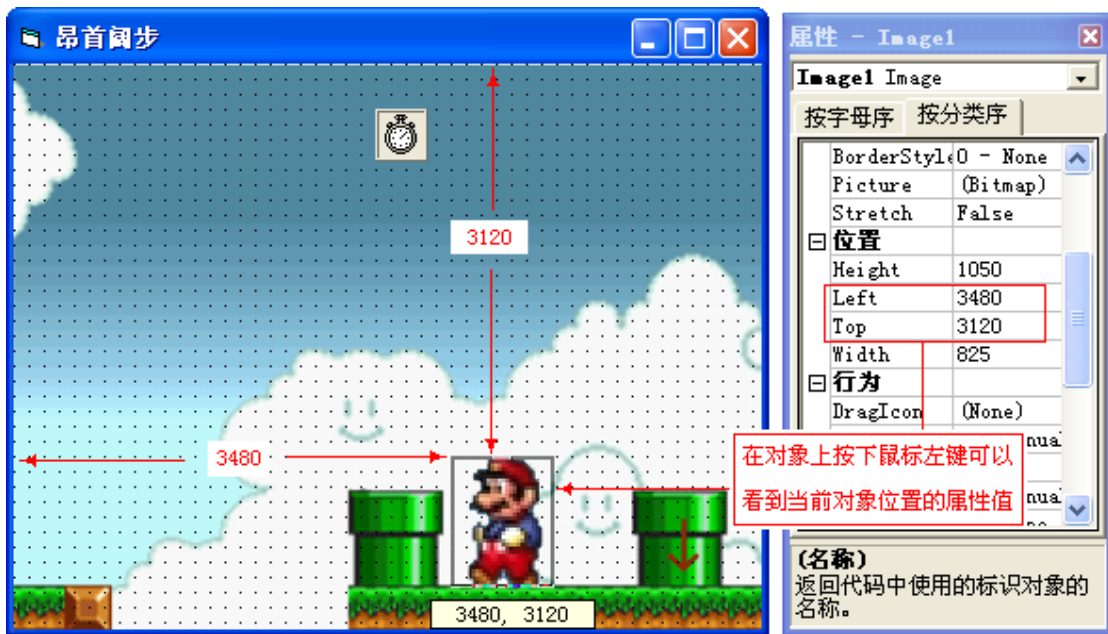 昂首阔步
3120
3480
3480, 3120
属性 - Image1
Image1 Image
按字母序 按分类序
BorderStyle 0 - None
Picture (Bitmap)
Stretch False
位置
Height 1050
Left 3480
Top 3120
Width 825
行为
DragIcon (None)
在对象上按下鼠标左键可以
看到当前对象位置的属性值
(名称)
返回代码中使用的标识对象的
名称。